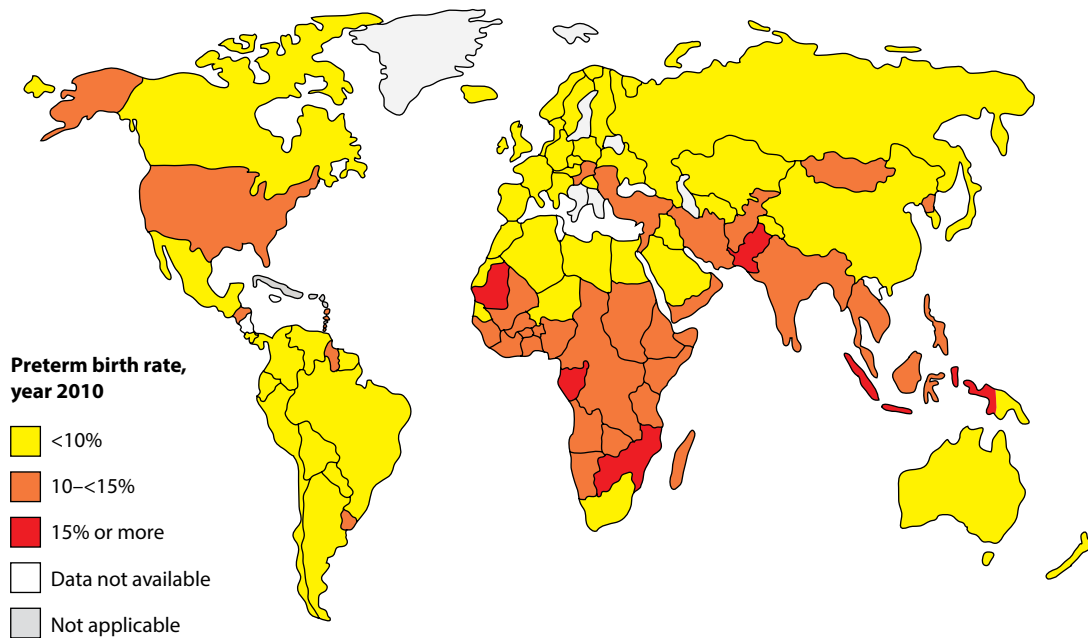 Preterm birth rate,
year 2010
<10%
10–<15%
15% or more
Data not available
Not applicable